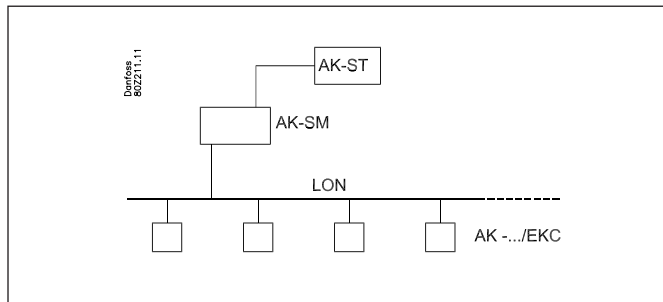 Danfoss
80Z211.11
AK-ST
AK-SM
LON
AK -.../EKC